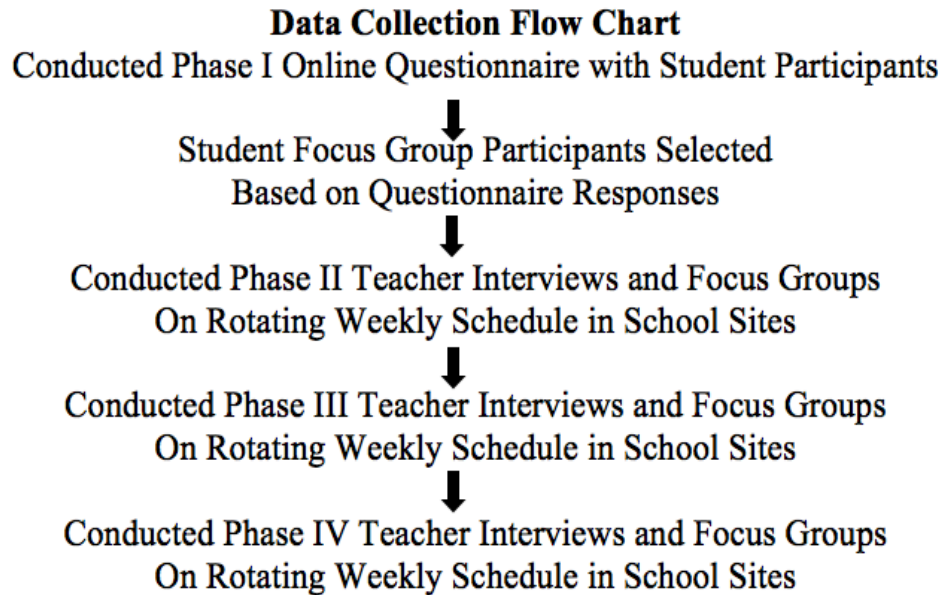 Data Collection Flow Chart
Conducted Phase I Online Questionnaire with Student Participants
Student Focus Group Participants Selected
Based on Questionnaire Responses
Conducted Phase II Teacher Interviews and Focus Groups
On Rotating Weekly Schedule in School Sites
Conducted Phase III Teacher Interviews and Focus Groups
On Rotating Weekly Schedule in School Sites
Conducted Phase IV Teacher Interviews and Focus Groups
On Rotating Weekly Schedule in School Sites